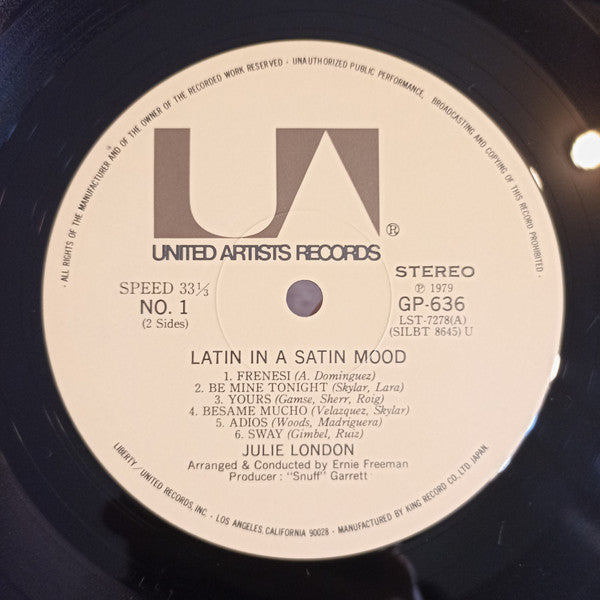 · ALL RIGHTS OF THE MANUFACTURER AND OF THE OWNER OF THE RECORDED WORK RESERVED · UNAUTHORIZED PUBLIC PERFORMANCE, BROADCASTING AND COPYING OF THIS RECORD PROHIBITED ·
UA®
UNITED ARTISTS RECORDS
SPEED 33⅓
NO. 1
(2 Sides)
STEREO
Ⓟ 1979
GP-636
LST-7278(A)
(SILBT 8645) U
LATIN IN A SATIN MOOD
1. FRENESI (A. Dominguez)
2. BE MINE TONIGHT (Skylar, Lara)
3. YOURS (Gamse, Sherr, Roig)
4. BESAME MUCHO (Velazquez, Skylar)
5. ADIOS (Woods, Madriguera)
6. SWAY (Gimbel, Ruiz)
JULIE LONDON
Arranged & Conducted by Ernie Freeman
Producer : "Snuff" Garrett
LIBERTY/UNITED RECORDS, INC. · LOS ANGELES, CALIFORNIA 90028 · MANUFACTURED BY KING RECORD CO., LTD. JAPAN.